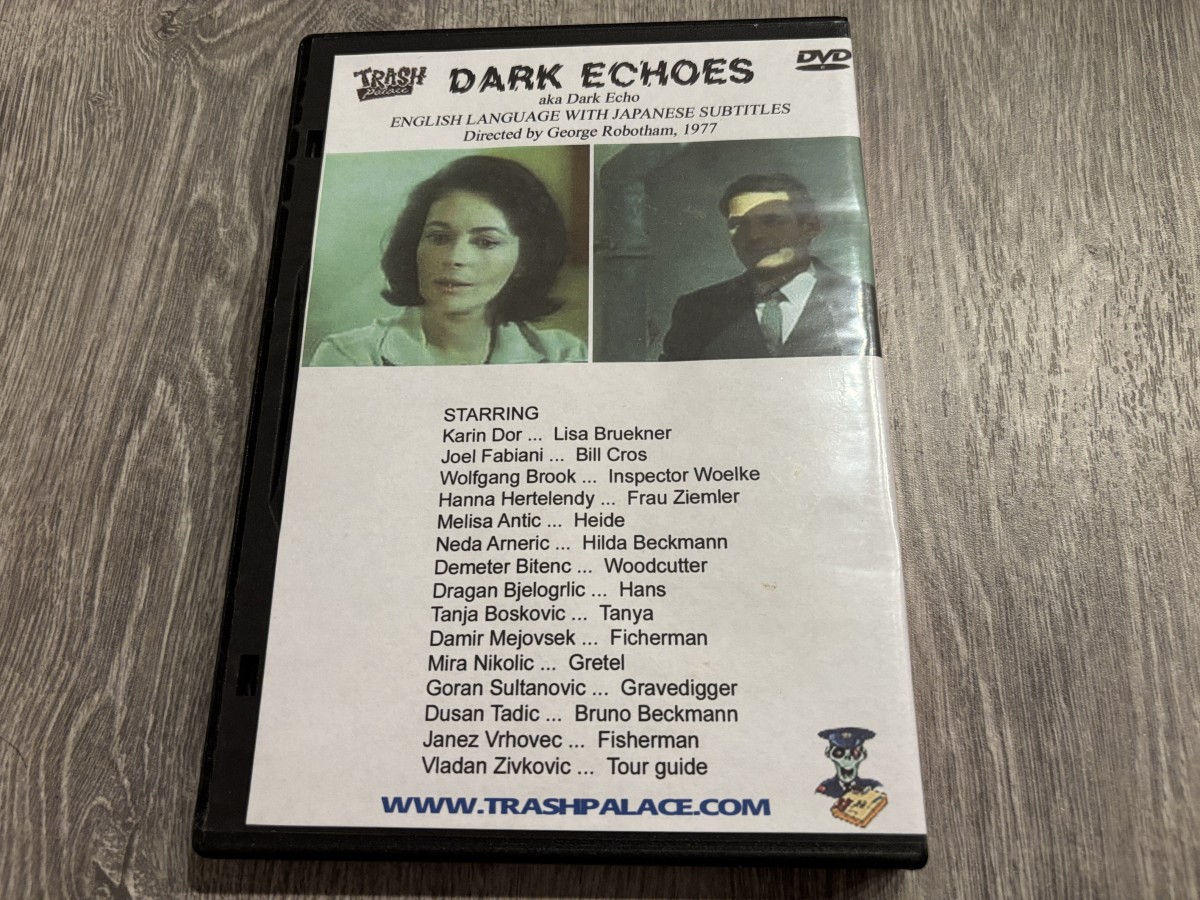 TRASH
palace
DARK ECHOES
DVD
aka Dark Echo
ENGLISH LANGUAGE WITH JAPANESE SUBTITLES
Directed by George Robotham, 1977
STARRING
Karin Dor ... Lisa Bruekner
Joel Fabiani ... Bill Cros
Wolfgang Brook ... Inspector Woelke
Hanna Hertelendy ... Frau Ziemler
Melisa Antic ... Heide
Neda Arneric ... Hilda Beckmann
Demeter Bitenc ... Woodcutter
Dragan Bjelogrlic ... Hans
Tanja Boskovic ... Tanya
Damir Mejovsek ... Ficherman
Mira Nikolic ... Gretel
Goran Sultanovic ... Gravedigger
Dusan Tadic ... Bruno Beckmann
Janez Vrhovec ... Fisherman
Vladan Zivkovic ... Tour guide
WWW.TRASHPALACE.COM